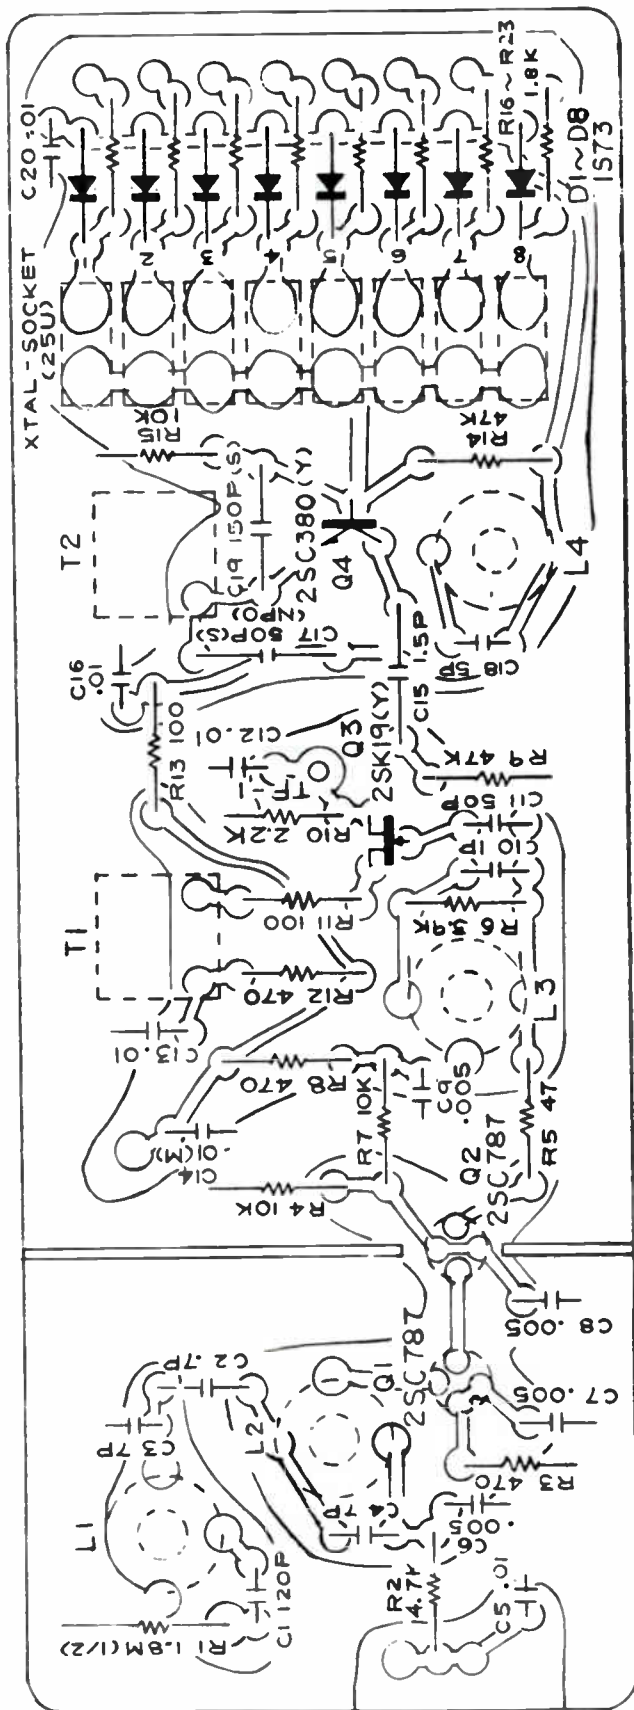 R16~R23
1.8K
C20 .01
D1~D8
1S73
1
2
3
4
5
6
7
8
XTAL-SOCKET
(25U)
R15
10K
47K
R14
T2
C19 150P(S)
(NPO)
2SC380(Y)
Q4
L4
C17
50P(S)
C16
.01
1.5P
C15
C18 5P
R13 100
C12 .01
TF-1
Q3
2SK19(Y)
R10
2.2K
R9 47K
C11 50P
C10 1P
T1
R11 100
R6 3.9K
R12 470
L3
C13 .01
R8 470
C9
.005
R7 10K
C14
.01(M)
R4 10K
Q2
2SC787
R5 47
C8 .005
Q1
2SC787
C2 7P
C7 .005
C3 7P
L2
R3 470
L1
C4 7P
C6
.005
R1 1.8M(1/2)
C1 120P
R2
4.7K
C5 .01